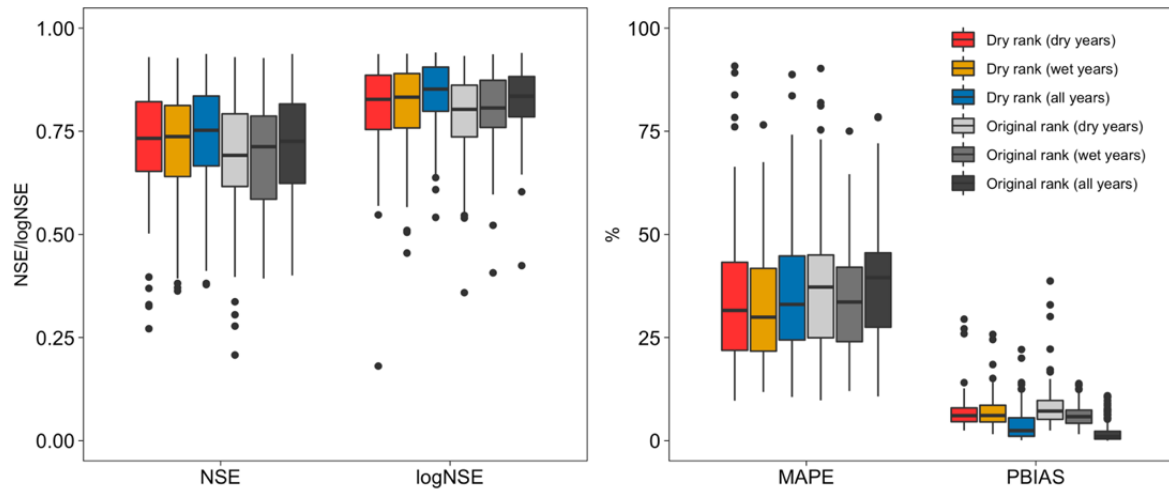 1.00
0.75
0.50
0.25
0.00
NSE/logNSE
NSE
logNSE
100
75
50
25
0
%
MAPE
PBIAS
Dry rank (dry years)
Dry rank (wet years)
Dry rank (all years)
Original rank (dry years)
Original rank (wet years)
Original rank (all years)